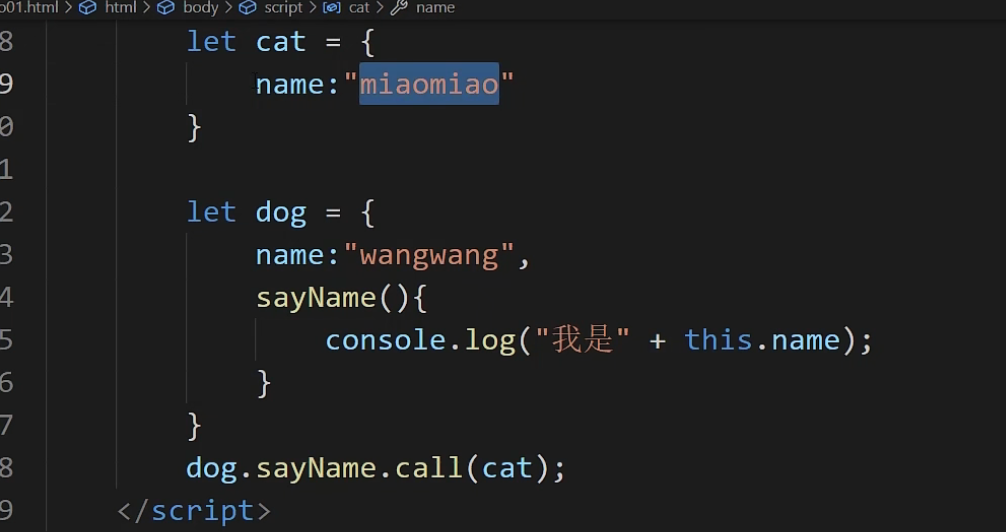 o01.html > html > body > script > cat > name
8 let cat = {
9 name:"miaomiao"
0 }
1
2 let dog = {
3 name:"wangwang",
4 sayName(){
5 console.log("我是" + this.name);
6 }
7 }
8 dog.sayName.call(cat);
9 </script>